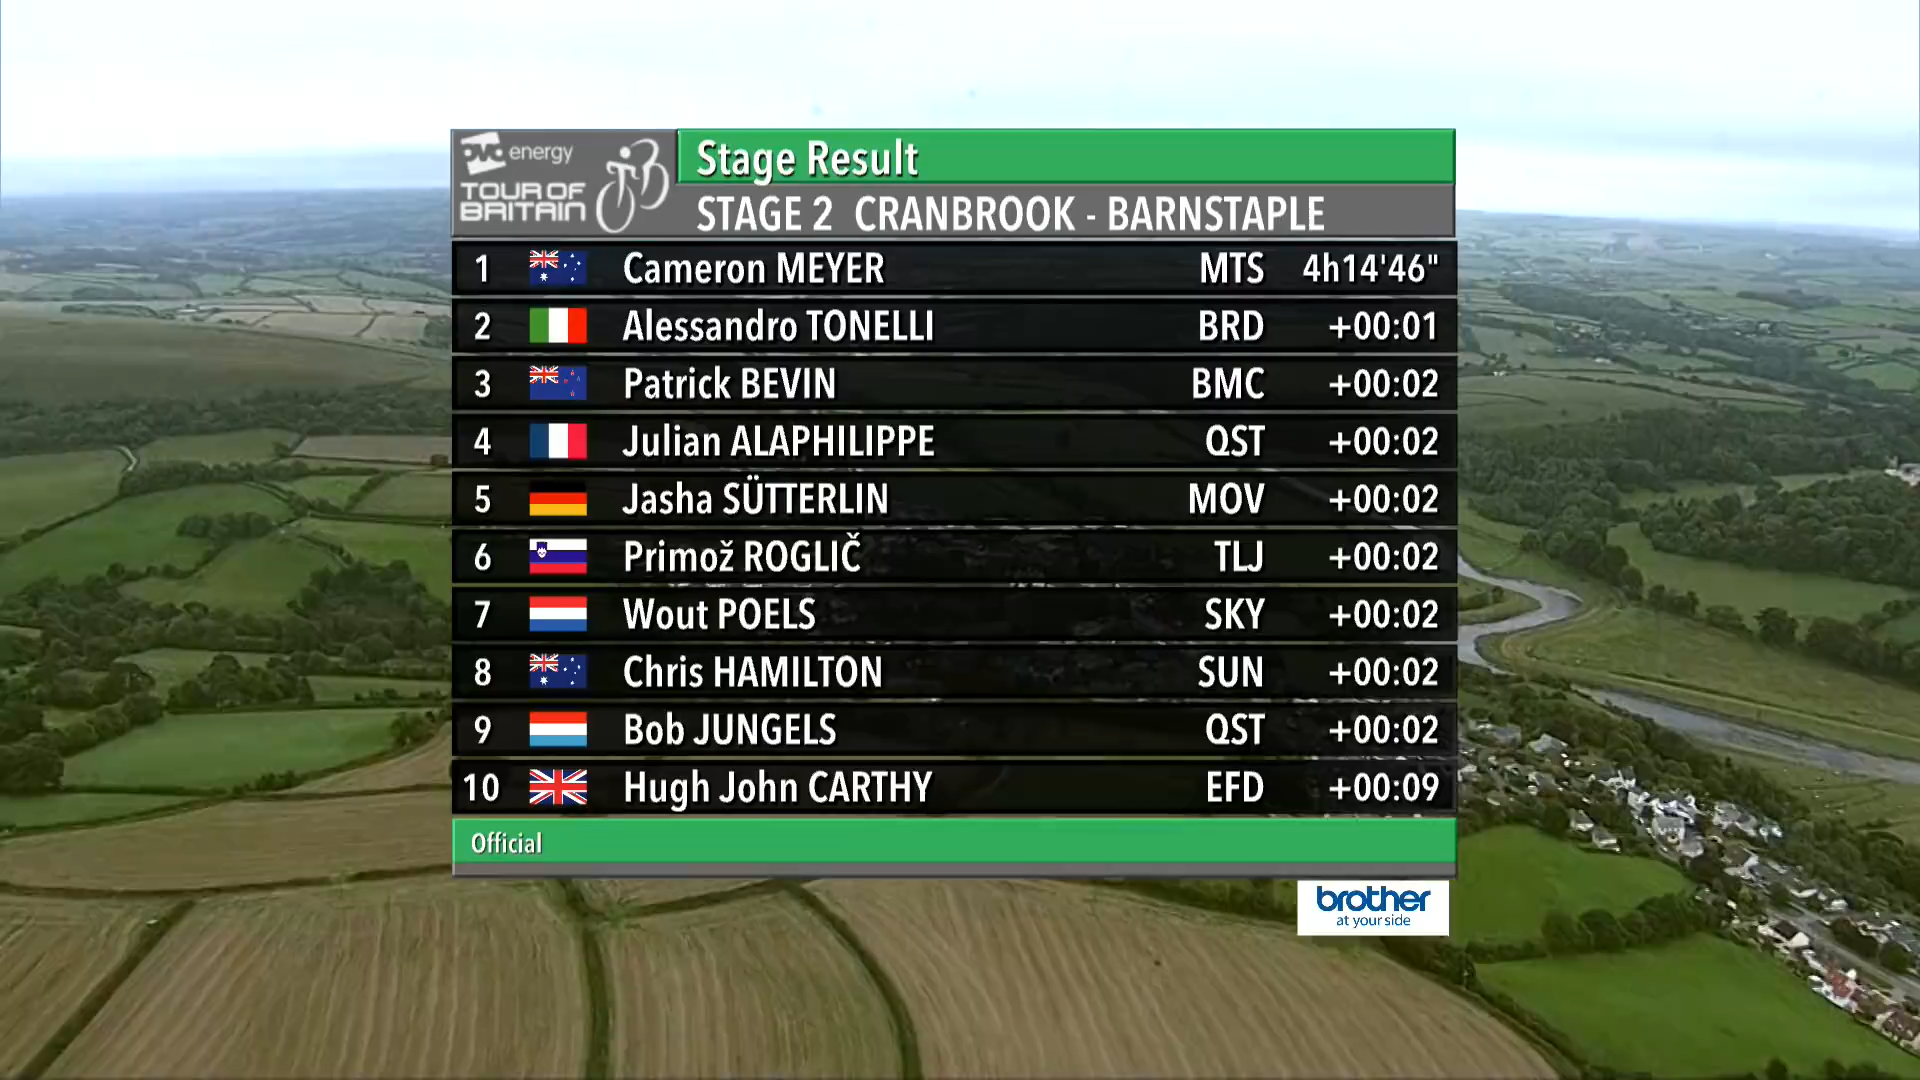 OVO energy
TOUR OF
BRITAIN
Stage Result
STAGE 2 CRANBROOK - BARNSTAPLE
1 Cameron MEYER MTS 4h14'46"
2 Alessandro TONELLI BRD +00:01
3 Patrick BEVIN BMC +00:02
4 Julian ALAPHILIPPE QST +00:02
5 Jasha SÜTTERLIN MOV +00:02
6 Primož ROGLIČ TLJ +00:02
7 Wout POELS SKY +00:02
8 Chris HAMILTON SUN +00:02
9 Bob JUNGELS QST +00:02
10 Hugh John CARTHY EFD +00:09
Official
brother
at your side